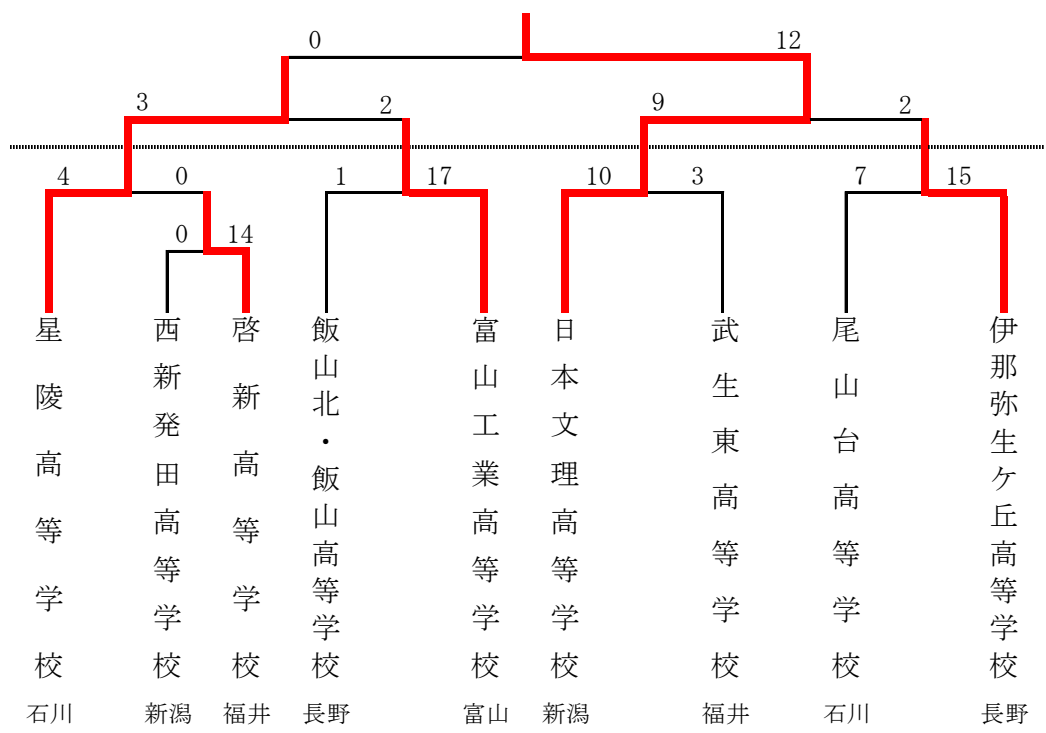 0 12
3 2 9 2
4 0 1 17 10 3 7 15
0 14
星陵高等学校
西新発田高等学校
啓新高等学校
飯山北・飯山高等学校
富山工業高等学校
日本文理高等学校
武生東高等学校
尾山台高等学校
伊那弥生ケ丘高等学校
石川 新潟 福井 長野 富山 新潟 福井 石川 長野